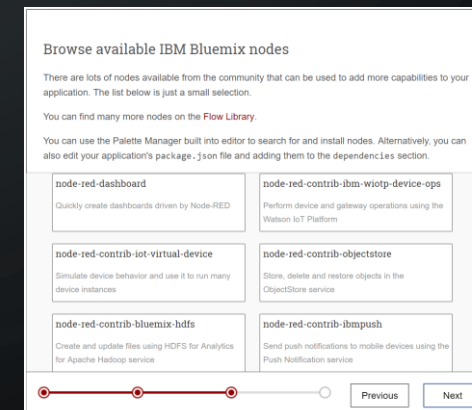 Browse available IBM Bluemix nodes
There are lots of nodes available from the community that can be used to add more capabilities to your
application. The list below is just a small selection.
You can find many more nodes on the Flow Library.
You can use the Palette Manager built into editor to search for and install nodes. Alternatively, you can
also edit your application's package.json file and adding them to the dependencies section.
node-red-dashboard
Quickly create dashboards driven by Node-RED
node-red-contrib-ibm-wiotp-device-ops
Perform device and gateway operations using the
Watson IoT Platform
node-red-contrib-iot-virtual-device
Simulate device behavior and use it to run many
device instances
node-red-contrib-objectstore
Store, delete and restore objects in the
ObjectStore service
node-red-contrib-bluemix-hdfs
Create and update files using HDFS for Analytics
for Apache Hadoop service
node-red-contrib-ibmpush
Send push notifications to mobile devices using the
Push Notification service
Previous
Next